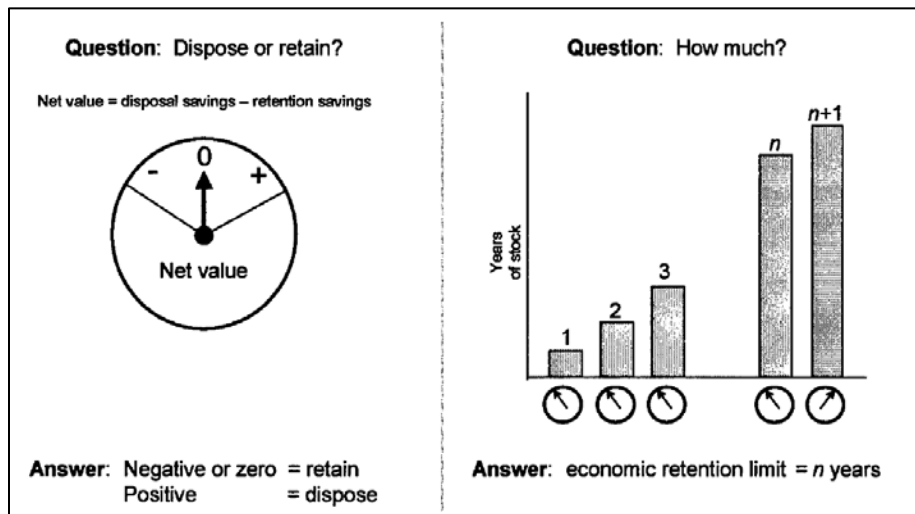 Question: Dispose or retain?
Net value = disposal savings – retention savings
0
- +
Net value
Answer: Negative or zero = retain
Positive = dispose
Question: How much?
n+1
n
3
2
1
Years
of stock
Answer: economic retention limit = n years